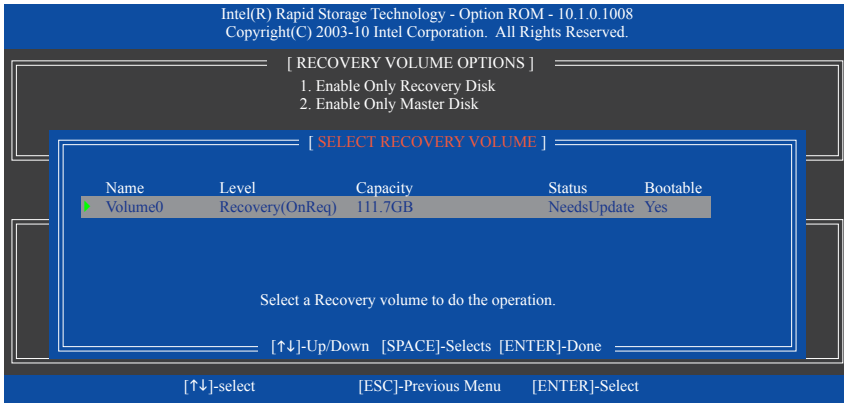 Intel(R) Rapid Storage Technology - Option ROM - 10.1.0.1008
Copyright(C) 2003-10 Intel Corporation. All Rights Reserved.
[ RECOVERY VOLUME OPTIONS ]
1. Enable Only Recovery Disk
2. Enable Only Master Disk
[ SELECT RECOVERY VOLUME ]
Name Level Capacity Status Bootable
Volume0 Recovery(OnReq) 111.7GB NeedsUpdate Yes
Select a Recovery volume to do the operation.
[↑↓]-Up/Down [SPACE]-Selects [ENTER]-Done
[↑↓]-select [ESC]-Previous Menu [ENTER]-Select